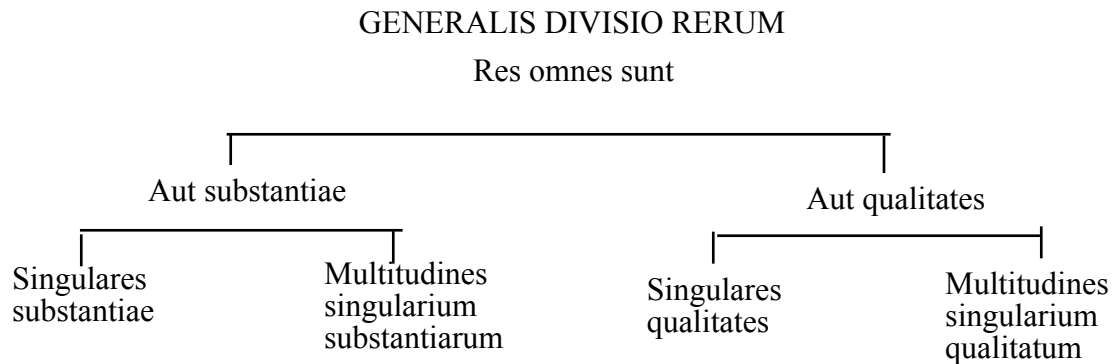 GENERALIS DIVISIO RERUM
Res omnes sunt
Aut substantiae
Aut qualitates
Singulares
substantiae
Multitudines
singularium
substantiarum
Singulares
qualitates
Multitudines
singularium
qualitatum